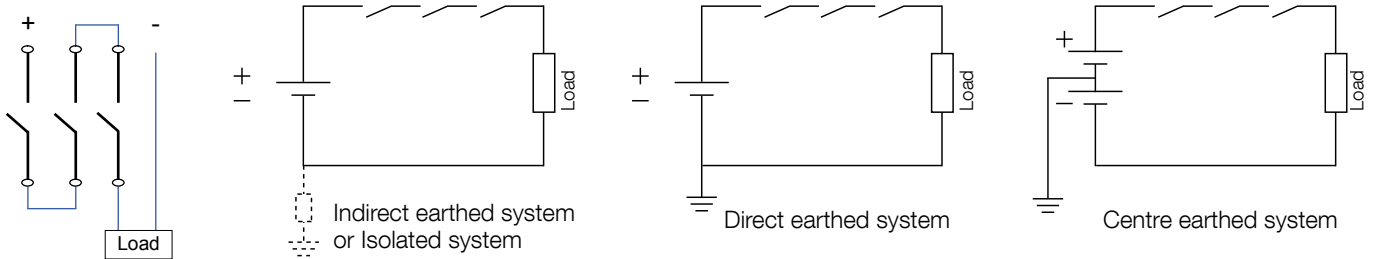 + -
Load
+
−
Load
Indirect earthed system
or Isolated system
+
−
Load
Direct earthed system
+
−
Load
Centre earthed system